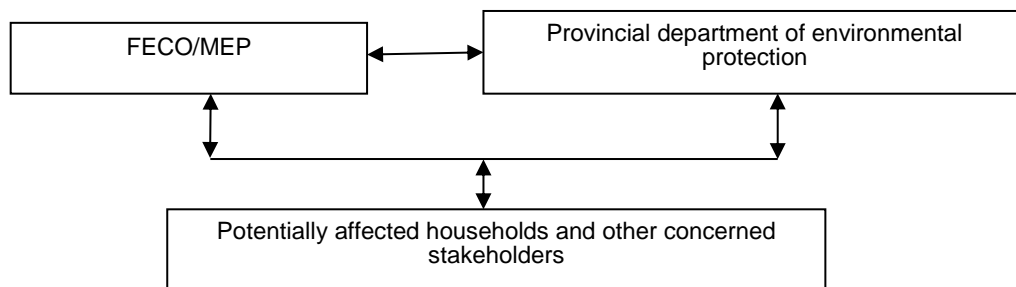 FECO/MEP
Provincial department of environmental
protection
Potentially affected households and other concerned
stakeholders